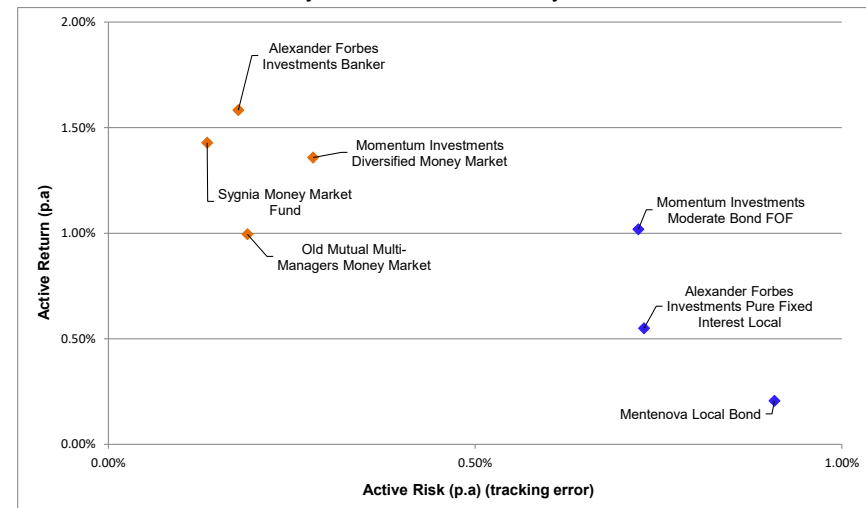 2.00%
Alexander Forbes
Investments Banker
1.50%
Momentum Investments
Diversified Money Market
Sygnia Money Market
Fund
Momentum Investments
Moderate Bond FOF
1.00%
Old Mutual Multi-
Managers Money Market
Alexander Forbes
Investments Pure Fixed
Interest Local
0.50%
Mentenova Local Bond
0.00%
0.00%
0.50%
1.00%
Active Return (p.a)
Active Risk (p.a) (tracking error)